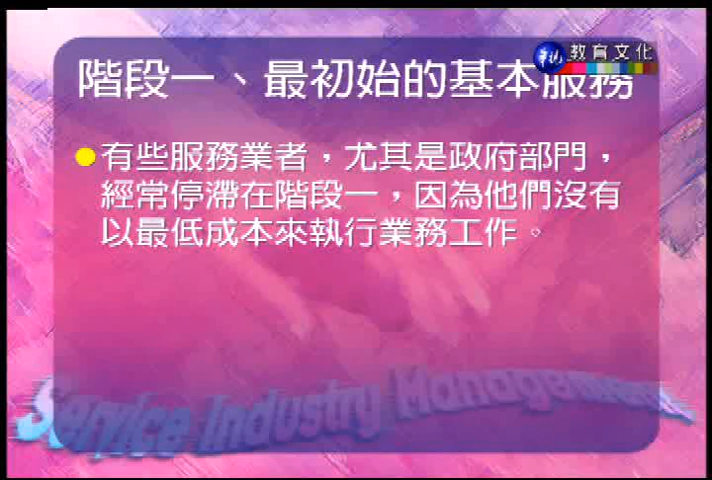 教育文化
階段一、最初始的基本服務
有些服務業者，尤其是政府部門，
經常停滯在階段一，因為他們沒有
以最低成本來執行業務工作。
Service Industry Management